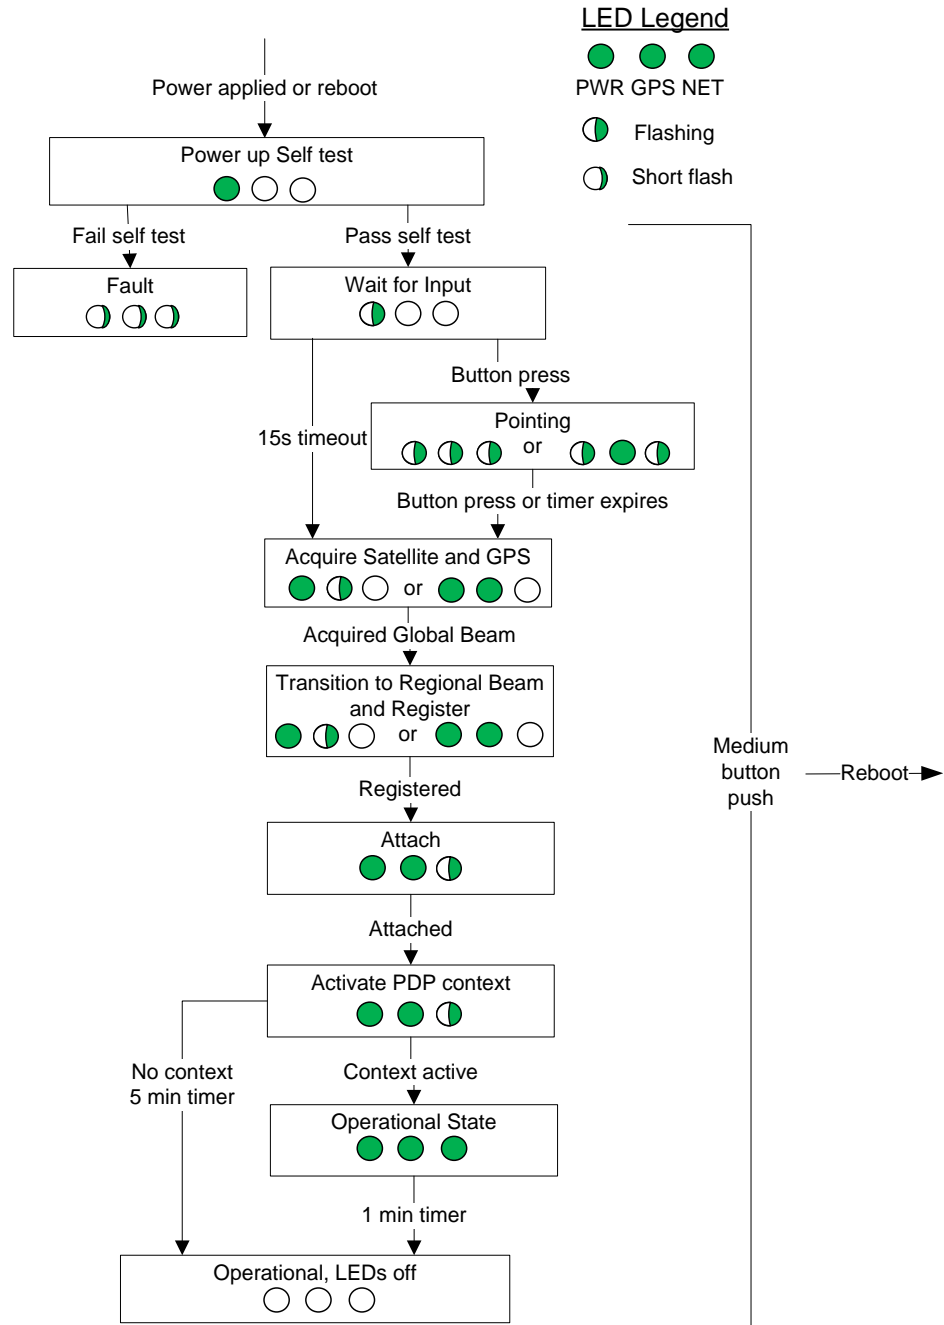 LED Legend
PWR GPS NET
Flashing
Short flash
Power applied or reboot
Power up Self test
Fail self test
Pass self test
Fault
Wait for Input
Button press
15s timeout
Pointing
or
Button press or timer expires
Acquire Satellite and GPS
or
Acquired Global Beam
Transition to Regional Beam
and Register
or
Registered
Attach
Attached
Activate PDP context
No context
5 min timer
Context active
Operational State
1 min timer
Operational, LEDs off
Medium
button
push
Reboot